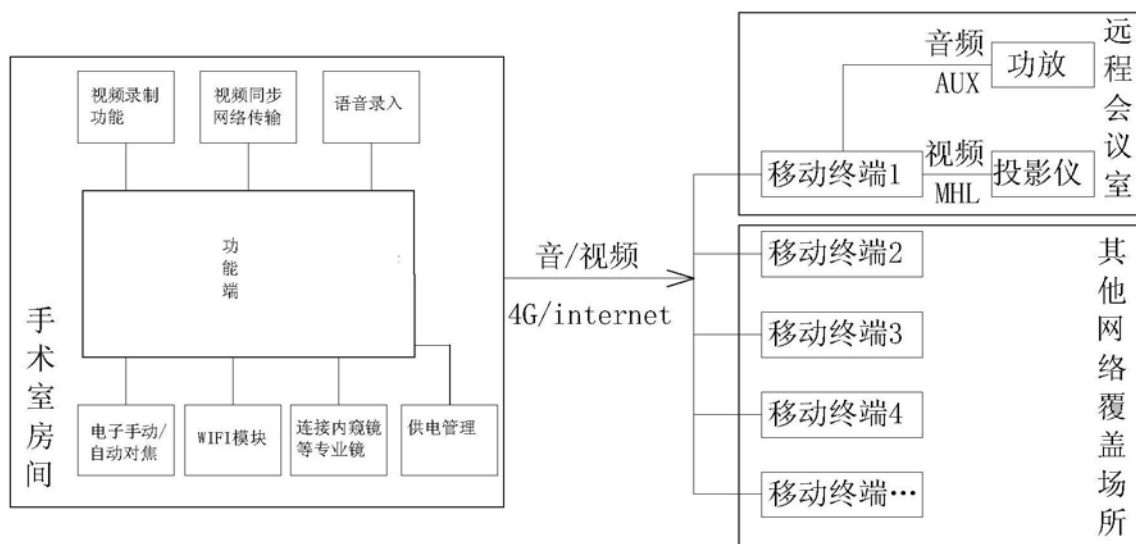 视频录制
功能
视频同步
网络传输
语音录入
功能端
手术室房间
电子手动/
自动对焦
WIFI模块
连接内窥镜
等专业镜
供电管理
音/视频
4G/internet
远程会议室
音频
AUX
功放
移动终端1
视频
MHL
投影仪
其他网络覆盖场所
移动终端2
移动终端3
移动终端4
移动终端…